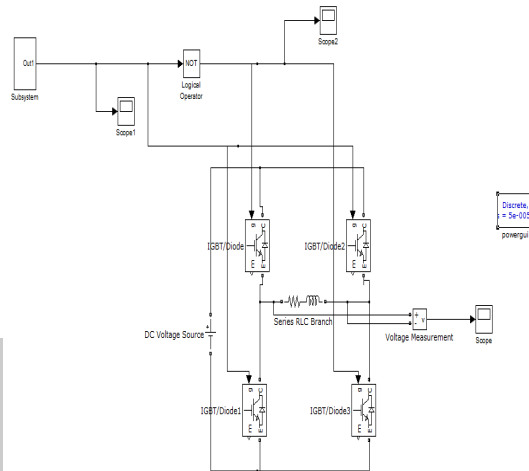 Scope2
Out1
NOT
Subsystem
Logical
Operator
Scope1
Discrete,
s = 5e-005
powergui
g C
IGBT/Diode
m E
g C
IGBT/Diode2
m E
Series RLC Branch
+
-
v
Voltage Measurement
Scope
+
DC Voltage Source
g C
IGBT/Diode1
m E
g C
IGBT/Diode3
m E